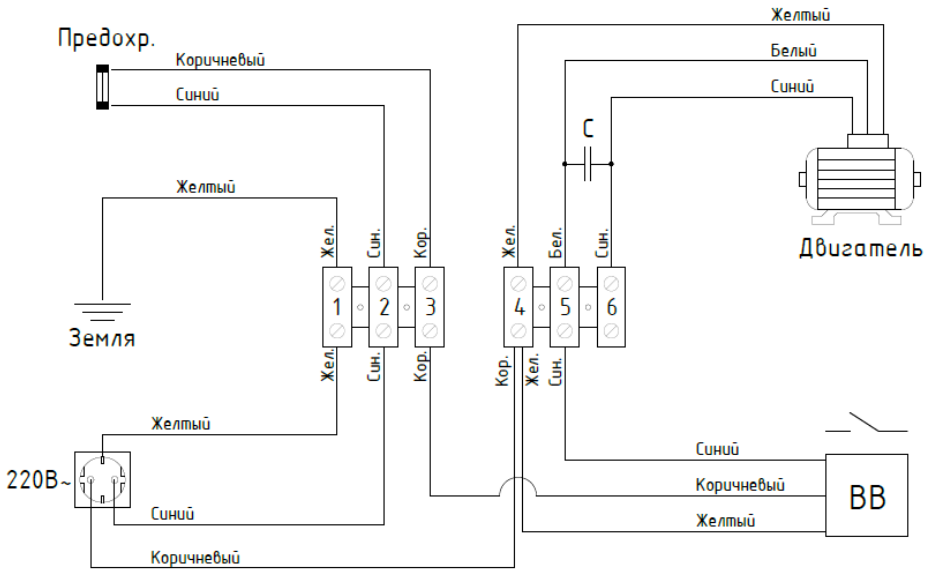 Желтый
Предохр.
Белый
Коричневый
Синий
Синий
C
Желтый
Двигатель
Жел.
Син.
Кор.
Жел.
Бел.
Син.
1
2
3
4
5
6
Земля
Жел.
Син.
Кор.
Кор.
Жел.
Син.
Желтый
Синий
220В~
Коричневый
ВВ
Синий
Желтый
Коричневый